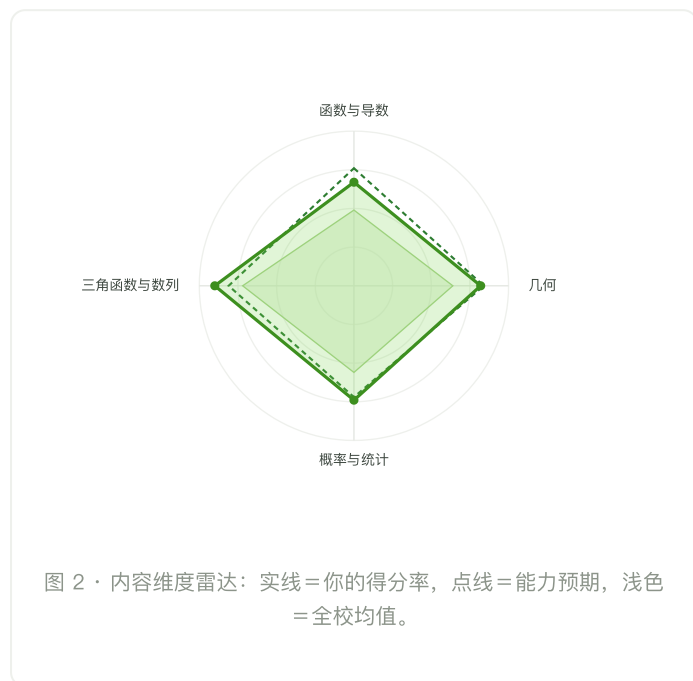 函数与导数
三角函数与数列
几何
概率与统计
图 2 · 内容维度雷达：实线＝你的得分率，点线＝能力预期，浅色
＝全校均值。